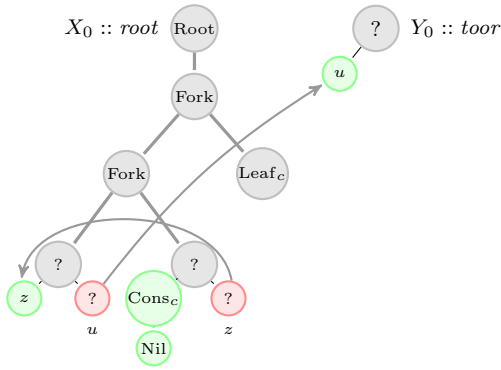 X₀ :: root Root ? Y₀ :: toor
u
Fork
Fork Leaf_c
? ?
z ? Cons_c ?
u z
Nil